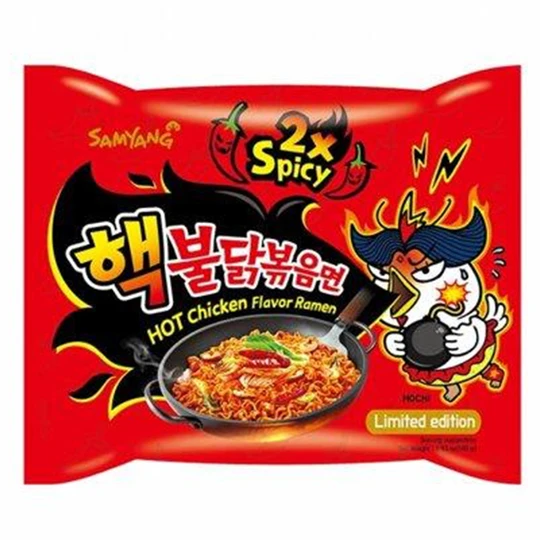 SAMYANG
2x
Spicy
핵불닭볶음면
HOT Chicken Flavor Ramen
HOCHI
Limited edition